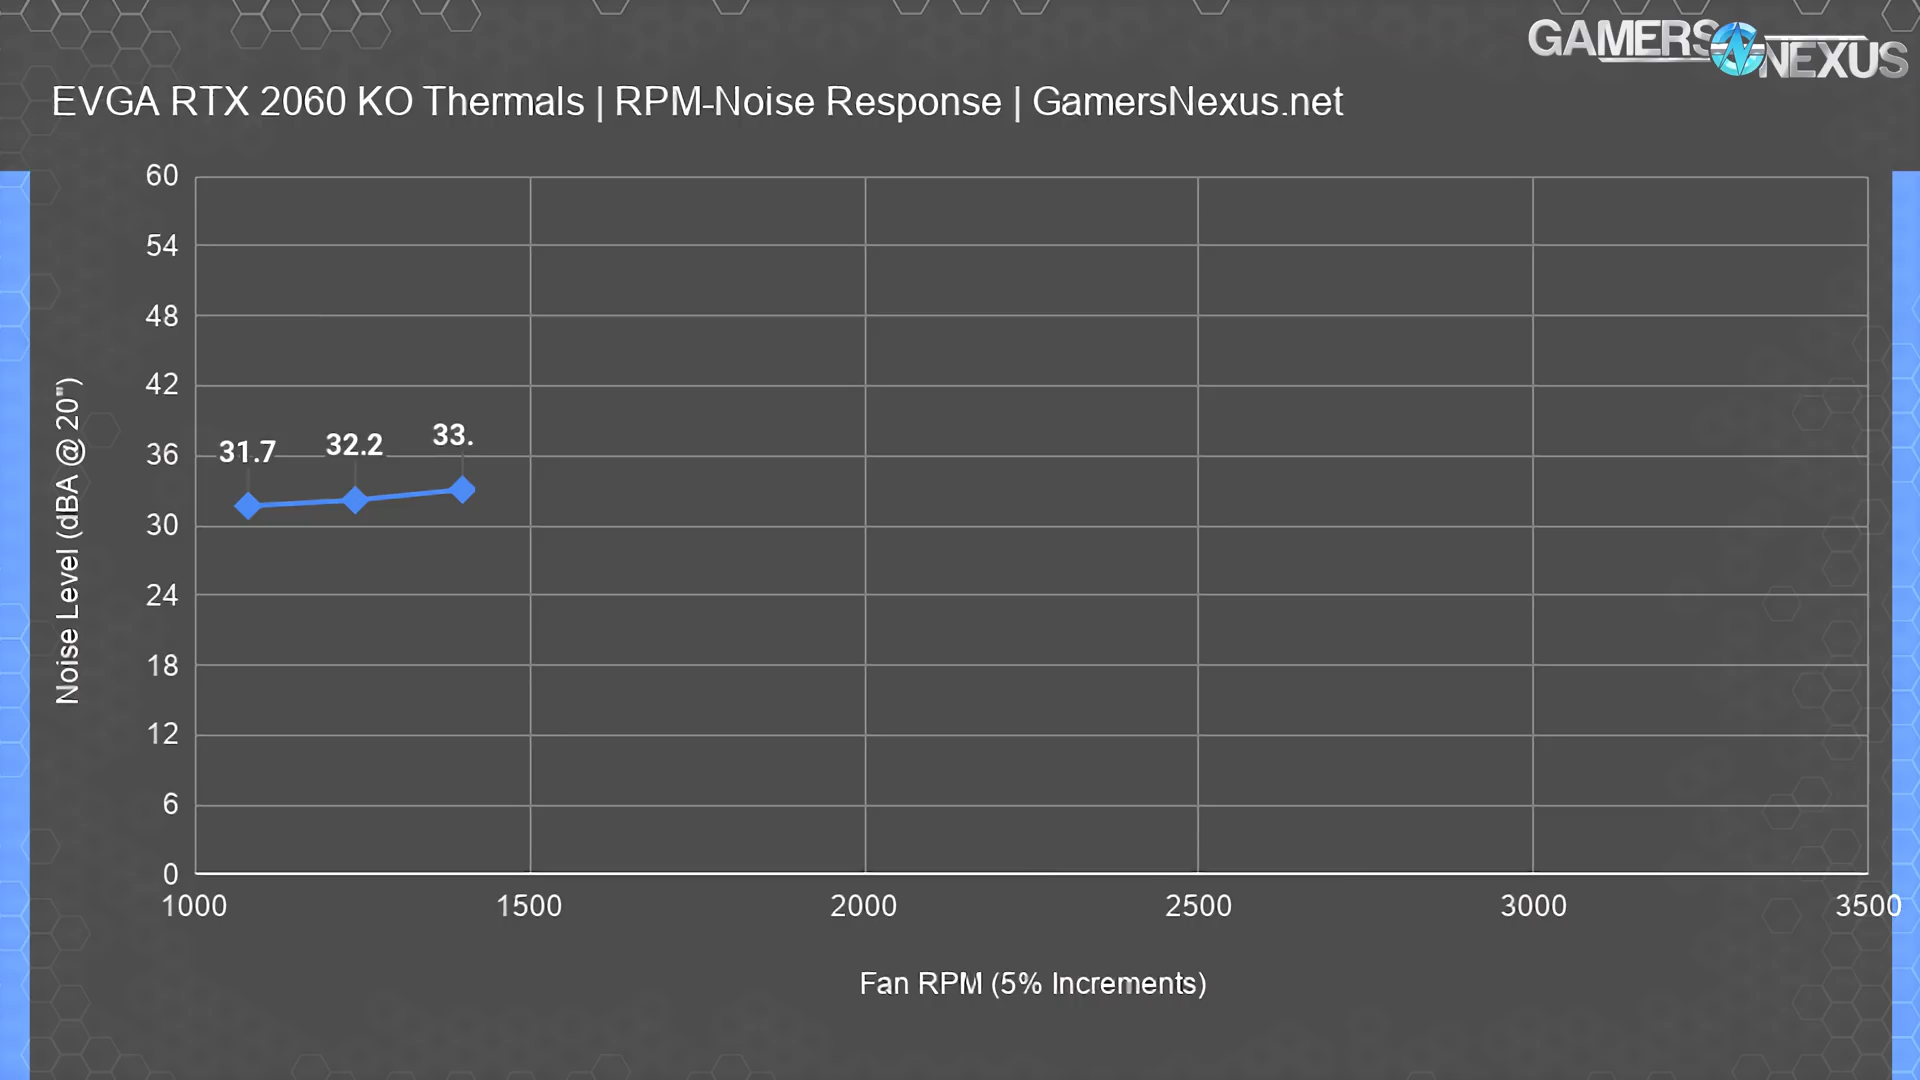 GAMERS NEXUS
EVGA RTX 2060 KO Thermals | RPM-Noise Response | GamersNexus.net
60
54
48
42
36
30
24
18
12
6
0
31.7
32.2
33.
Noise Level (dBA @ 20")
1000 1500 2000 2500 3000 3500
Fan RPM (5% Increments)